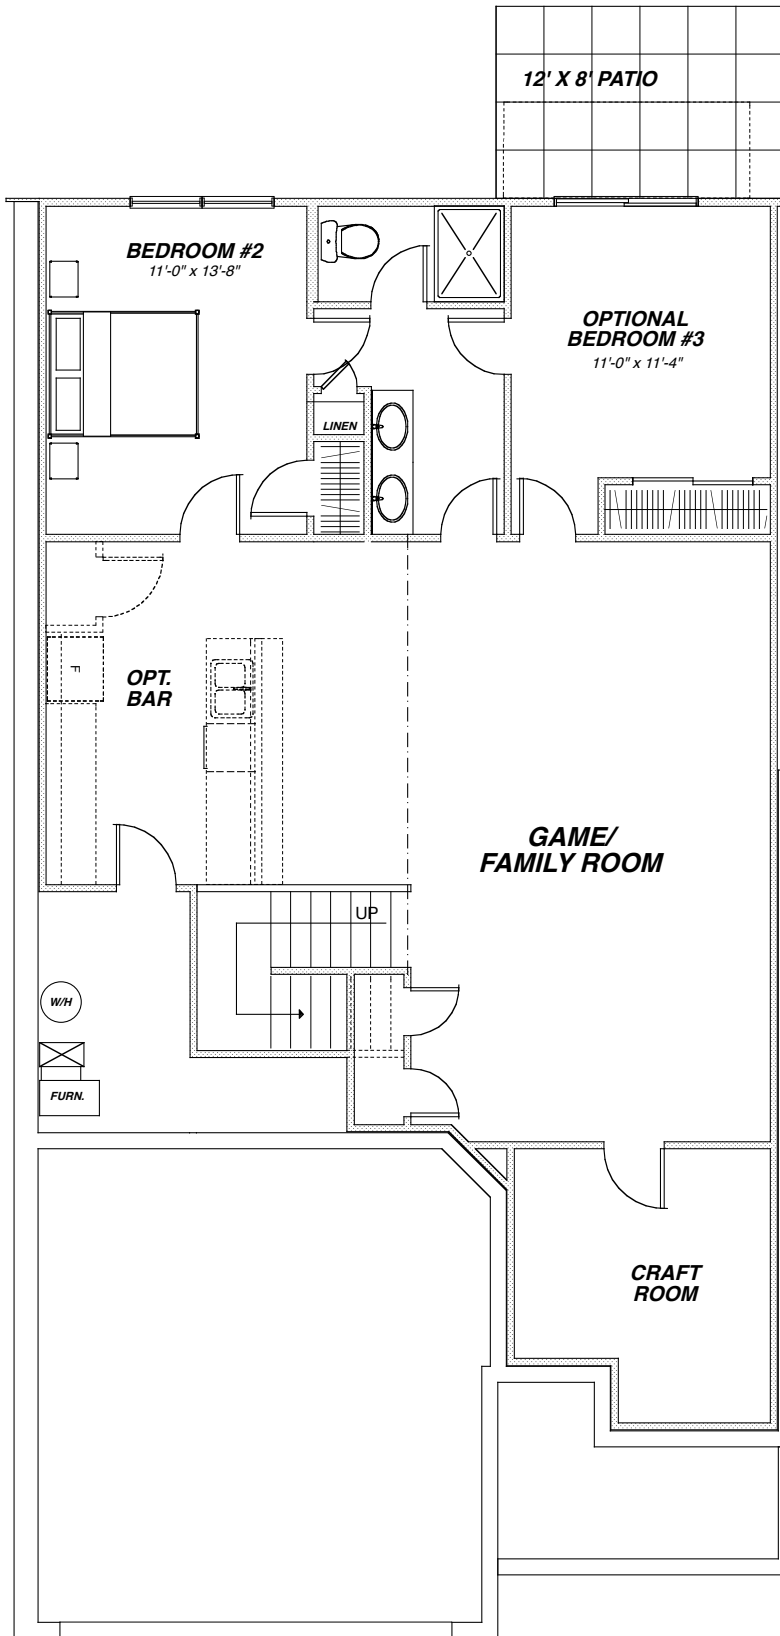 12' X 8' PATIO
BEDROOM #2
11'-0" x 13'-8"
OPTIONAL
BEDROOM #3
11'-0" x 11'-4"
LINEN
F
OPT.
BAR
GAME/
FAMILY ROOM
UP
W/H
FURN.
CRAFT
ROOM